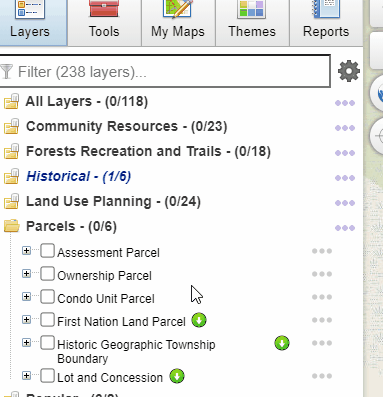 Layers Tools My Maps Themes Reports
Filter (238 layers)...
All Layers - (0/118)
Community Resources - (0/23)
Forests Recreation and Trails - (0/18)
Historical - (1/6)
Land Use Planning - (0/24)
Parcels - (0/6)
Assessment Parcel
Ownership Parcel
Condo Unit Parcel
First Nation Land Parcel
Historic Geographic Township
Boundary
Lot and Concession